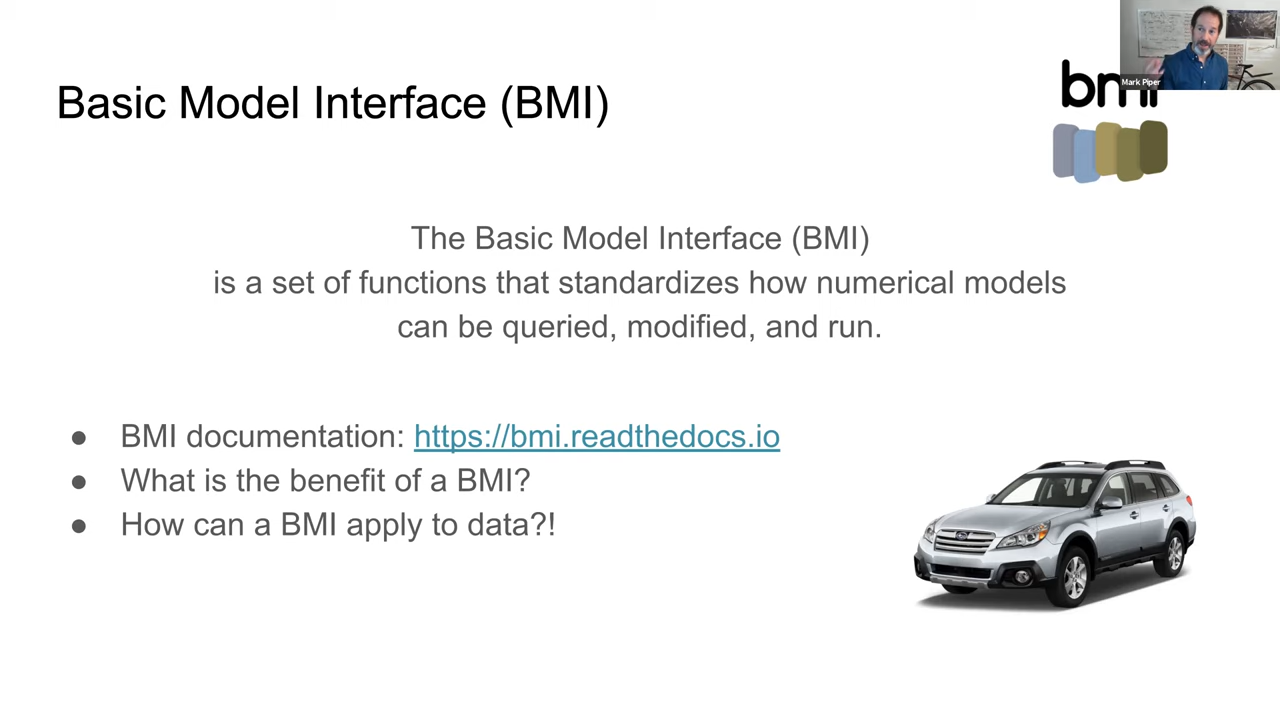 Mark Piper
Basic Model Interface (BMI)
bmi
The Basic Model Interface (BMI)
is a set of functions that standardizes how numerical models
can be queried, modified, and run.
● BMI documentation: https://bmi.readthedocs.io
● What is the benefit of a BMI?
● How can a BMI apply to data?!